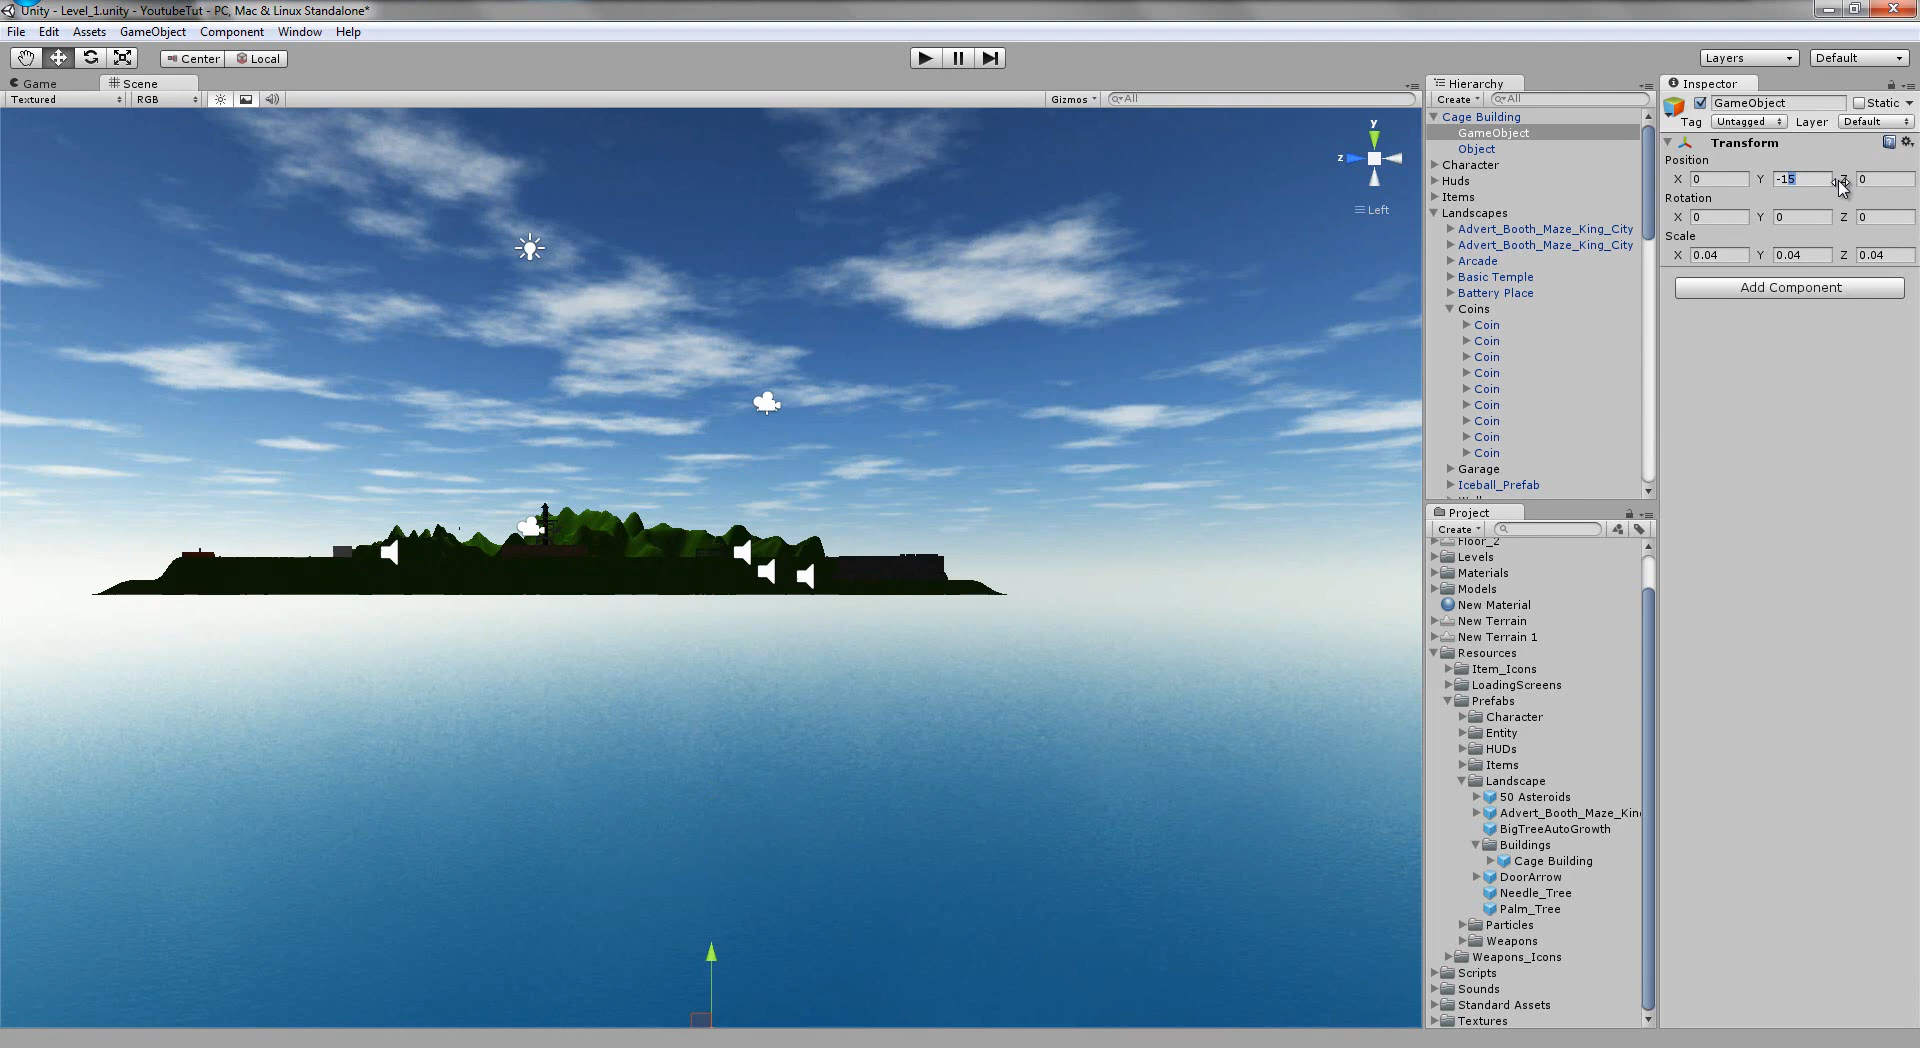 Unity - Level_1.unity - YoutubeTut - PC, Mac & Linux Standalone*
File Edit Assets GameObject Component Window Help
Center Local
Layers Default
Game Scene
Textured RGB
Gizmos All
y
z
Left
Hierarchy
Create All
Cage Building
GameObject
Object
Character
Huds
Items
Landscapes
Advert_Booth_Maze_King_City
Advert_Booth_Maze_King_City
Arcade
Basic Temple
Battery Place
Coins
Coin
Coin
Coin
Coin
Coin
Coin
Coin
Coin
Coin
Garage
Iceball_Prefab
Project
Create
Floor_2
Levels
Materials
Models
New Material
New Terrain
New Terrain 1
Resources
Item_Icons
LoadingScreens
Prefabs
Character
Entity
HUDs
Items
Landscape
50 Asteroids
Advert_Booth_Maze_Kin
BigTreeAutoGrowth
Buildings
Cage Building
DoorArrow
Needle_Tree
Palm_Tree
Particles
Weapons
Weapons_Icons
Scripts
Sounds
Standard Assets
Textures
Inspector
GameObject Static
Tag Untagged Layer Default
Transform
Position
X 0 Y -15 Z 0
Rotation
X 0 Y 0 Z 0
Scale
X 0.04 Y 0.04 Z 0.04
Add Component